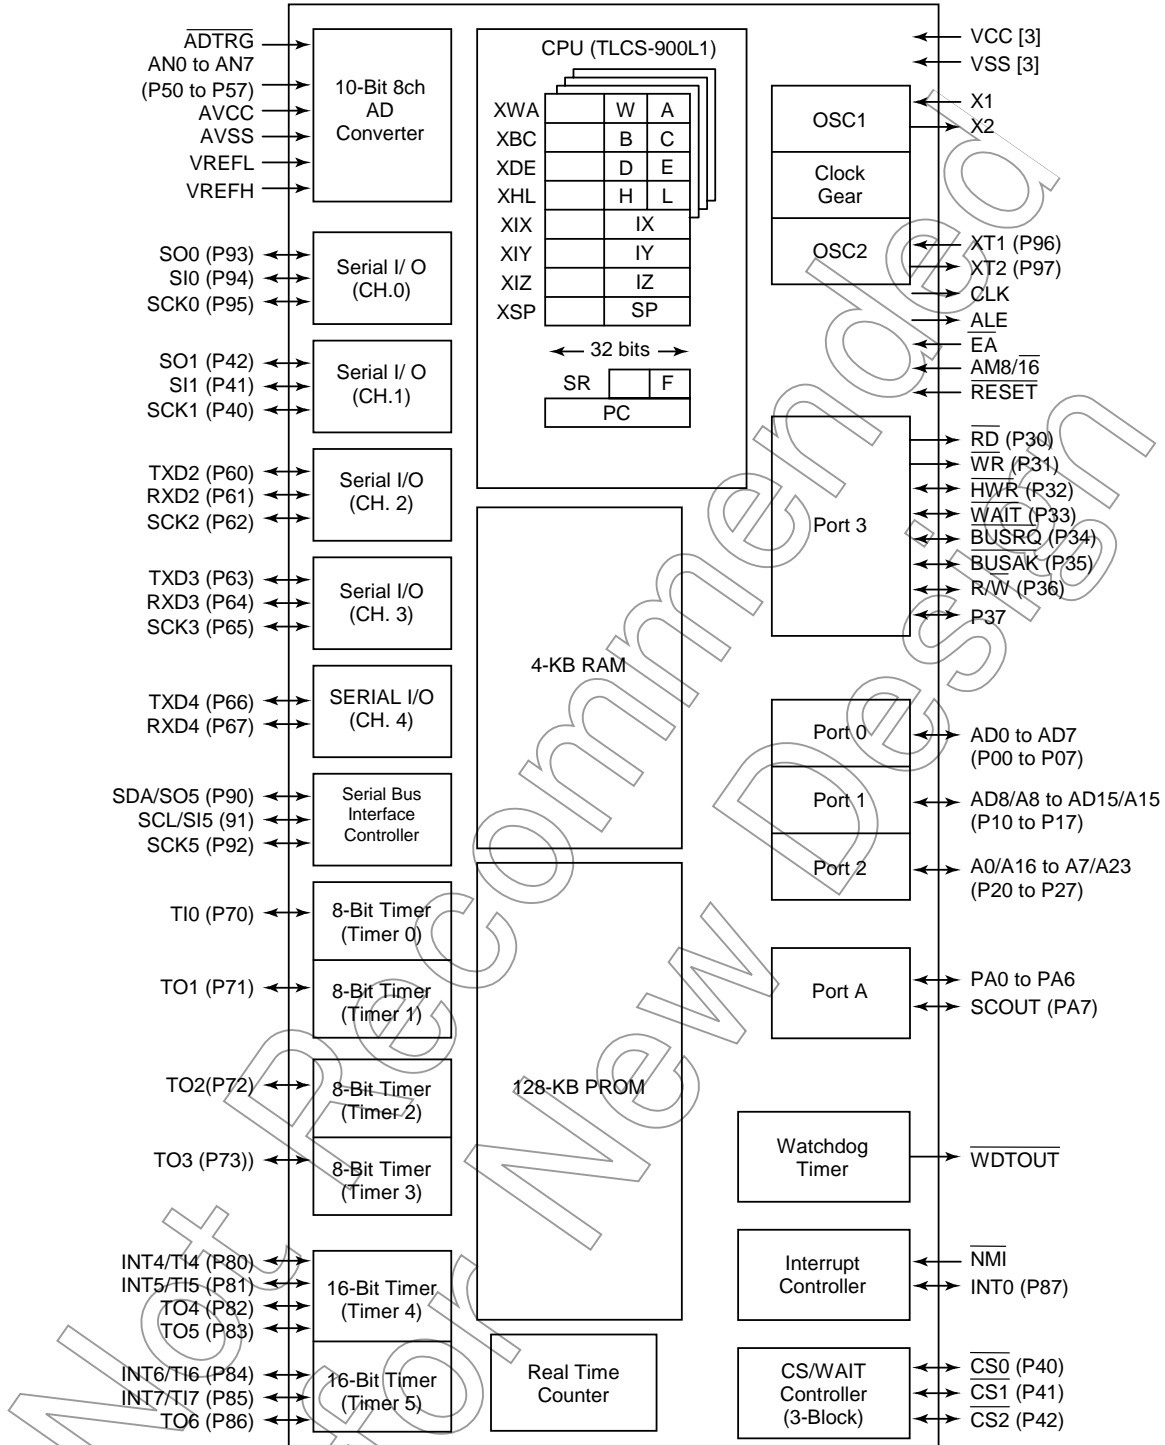 ADTRG
AN0 to AN7
(P50 to P57)
AVCC
AVSS
VREFL
VREFH
10-Bit 8ch
AD
Converter
SO0 (P93)
SI0 (P94)
SCK0 (P95)
Serial I/ O
(CH.0)
SO1 (P42)
SI1 (P41)
SCK1 (P40)
Serial I/ O
(CH.1)
TXD2 (P60)
RXD2 (P61)
SCK2 (P62)
Serial I/O
(CH. 2)
TXD3 (P63)
RXD3 (P64)
SCK3 (P65)
Serial I/O
(CH. 3)
TXD4 (P66)
RXD4 (P67)
SERIAL I/O
(CH. 4)
SDA/SO5 (P90)
SCL/SI5 (91)
SCK5 (P92)
Serial Bus
Interface
Controller
TI0 (P70)
8-Bit Timer
(Timer 0)
TO1 (P71)
8-Bit Timer
(Timer 1)
TO2(P72)
8-Bit Timer
(Timer 2)
TO3 (P73))
8-Bit Timer
(Timer 3)
INT4/TI4 (P80)
INT5/TI5 (P81)
TO4 (P82)
TO5 (P83)
16-Bit Timer
(Timer 4)
INT6/TI6 (P84)
INT7/TI7 (P85)
TO6 (P86)
16-Bit Timer
(Timer 5)
CPU (TLCS-900L1)
XWA W A
XBC B C
XDE D E
XHL H L
XIX IX
XIY IY
XIZ IZ
XSP SP
32 bits
SR F
PC
4-KB RAM
128-KB PROM
Real Time
Counter
VCC [3]
VSS [3]
OSC1
X1
X2
Clock
Gear
OSC2
XT1 (P96)
XT2 (P97)
CLK
ALE
EA
AM8/16
RESET
Port 3
RD (P30)
WR (P31)
HWR (P32)
WAIT (P33)
BUSRQ (P34)
BUSAK (P35)
R/W (P36)
P37
Port 0
AD0 to AD7
(P00 to P07)
Port 1
AD8/A8 to AD15/A15
(P10 to P17)
Port 2
A0/A16 to A7/A23
(P20 to P27)
Port A
PA0 to PA6
SCOUT (PA7)
Watchdog
Timer
WDTOUT
Interrupt
Controller
NMI
INT0 (P87)
CS/WAIT
Controller
(3-Block)
CS0 (P40)
CS1 (P41)
CS2 (P42)
Not Recommended
for New Design